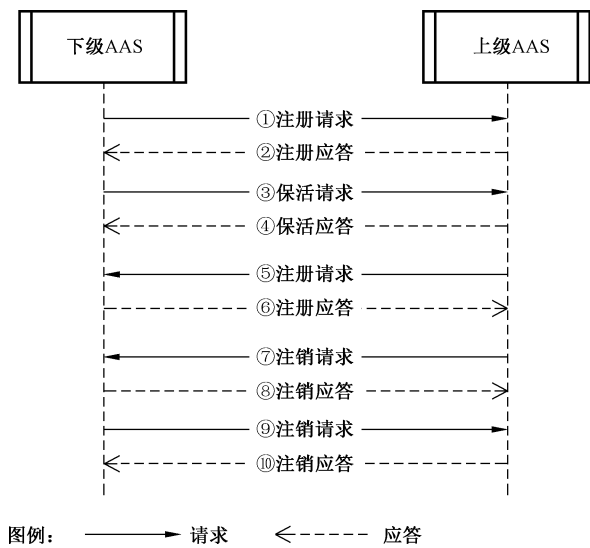 下级AAS
上级AAS
①注册请求
②注册应答
③保活请求
④保活应答
⑤注册请求
⑥注册应答
⑦注销请求
⑧注销应答
⑨注销请求
⑩注销应答
图例： 请求 应答